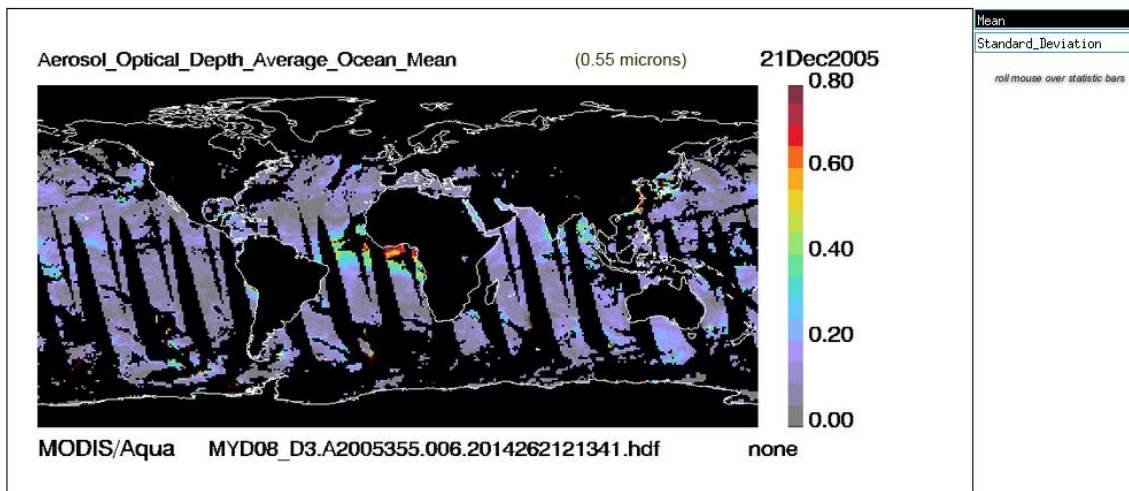 Aerosol_Optical_Depth_Average_Ocean_Mean (0.55 microns) 21Dec2005
0.80
0.60
0.40
0.20
0.00
MODIS/Aqua MYD08_D3.A2005355.006.2014262121341.hdf none
Mean
Standard_Deviation
roll mouse over statistic bars